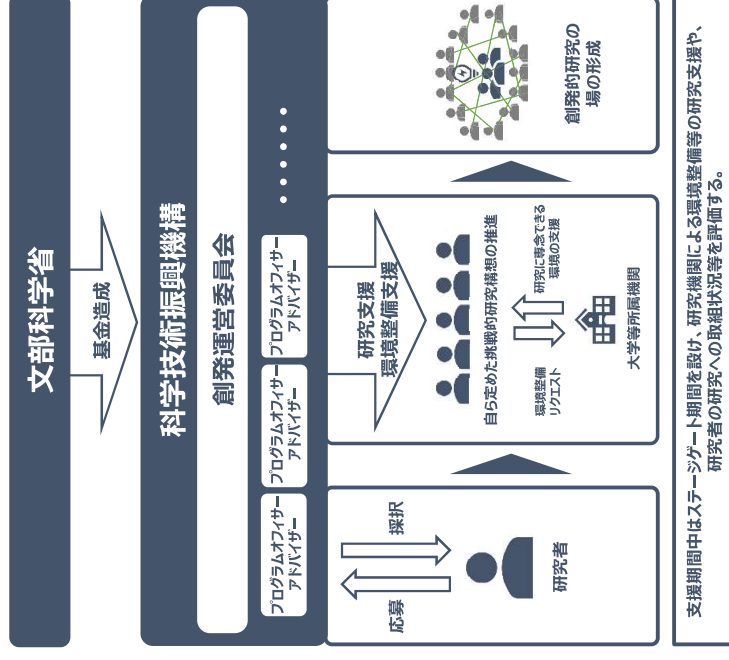 文部科学省
基金造成
科学技術振興機構
創発運営委員会
プログラムオフィサー
アドバイザー
プログラムオフィサー
アドバイザー
プログラムオフィサー
アドバイザー
・・・・・・
応募
採択
研究者
研究支援
環境整備支援
自ら定めた挑戦的研究構想の推進
環境整備
リクエスト
研究に専念できる
環境の支援
大学等所属機関
創発的研究の
場の形成
支援期間中はステージゲート期間を設け、研究機関による環境整備等の研究支援や、
研究者の研究への取組状況等を評価する。